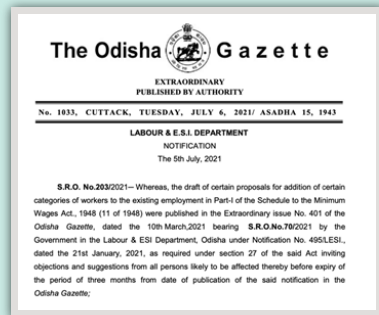 The Odisha Gazette
EXTRAORDINARY
PUBLISHED BY AUTHORITY
No. 1033, CUTTACK, TUESDAY, JULY 6, 2021/ ASADHA 15, 1943
LABOUR & E.S.I. DEPARTMENT
NOTIFICATION
The 5th July, 2021
S.R.O. No.203/2021— Whereas, the draft of certain proposals for addition of certain
categories of workers to the existing employment in Part-I of the Schedule to the Minimum
Wages Act., 1948 (11 of 1948) were published in the Extraordinary issue No. 401 of the
Odisha Gazette, dated the 10th March,2021 bearing S.R.O.No.70/2021 by the
Government in the Labour & ESI Department, Odisha under Notification No. 495/LESI.,
dated the 21st January, 2021, as required under section 27 of the said Act inviting
objections and suggestions from all persons likely to be affected thereby before expiry of
the period of three months from date of publication of the said notification in the
Odisha Gazette;